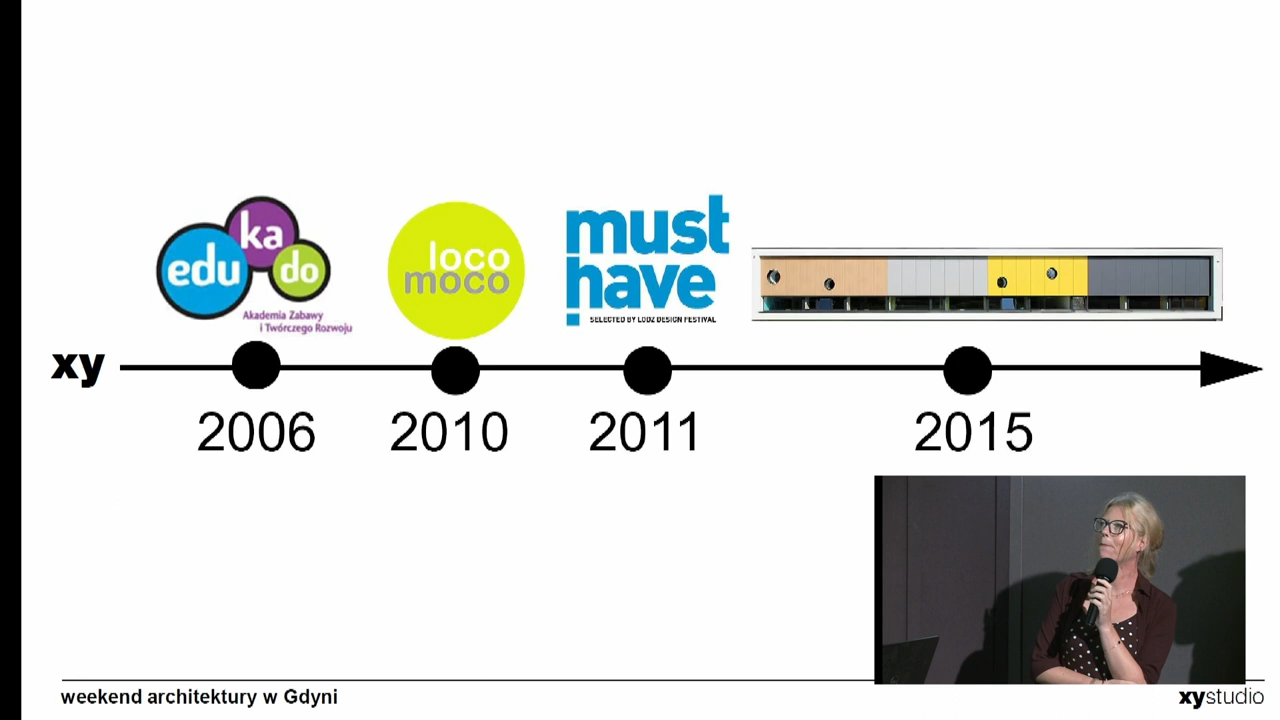 edu
ka
do
Akademia Zabawy
i Twórczego Rozwoju
loco
moco
must
have
SELECTED BY LODZ DESIGN FESTIVAL
xy
2006
2010
2011
2015
weekend architektury w Gdyni
xystudio